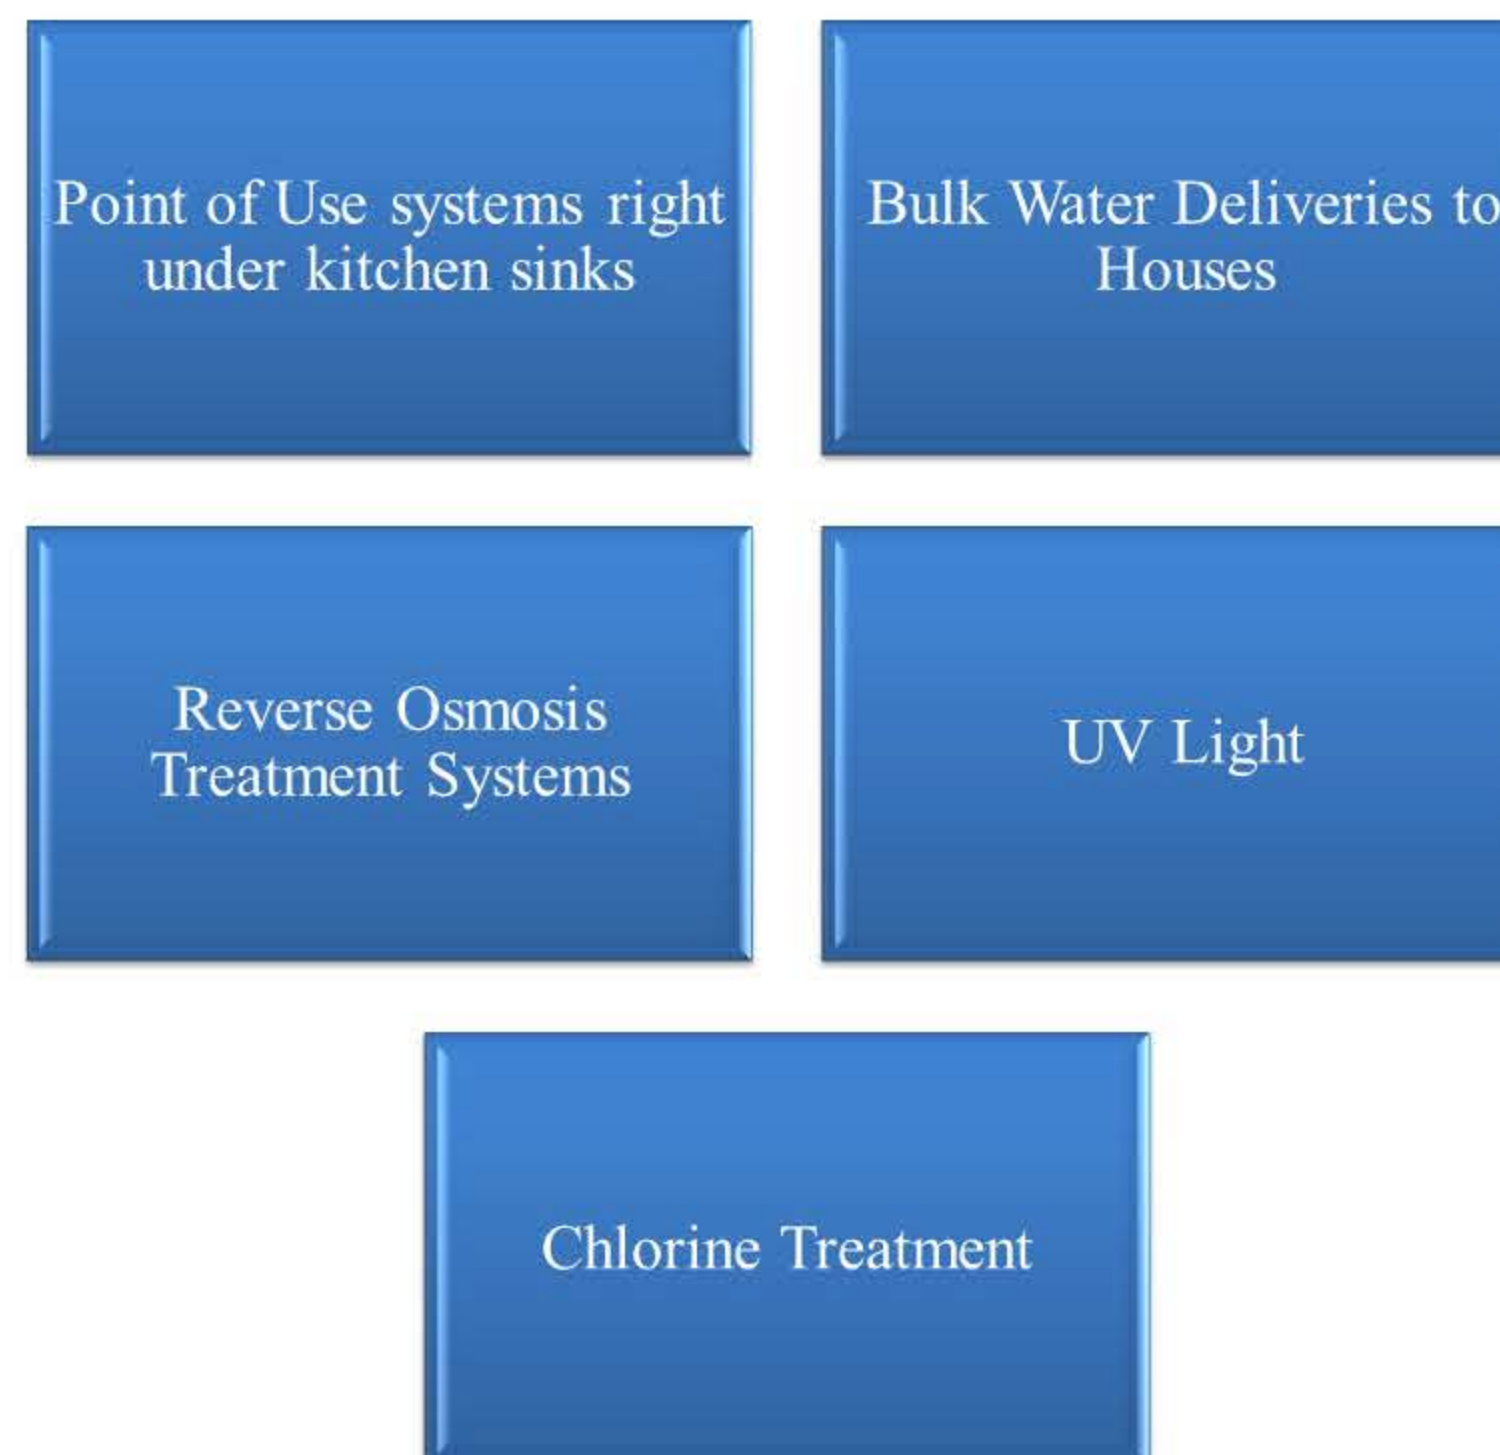 Point of Use systems right
under kitchen sinks
Bulk Water Deliveries to
Houses
Reverse Osmosis
Treatment Systems
UV Light
Chlorine Treatment